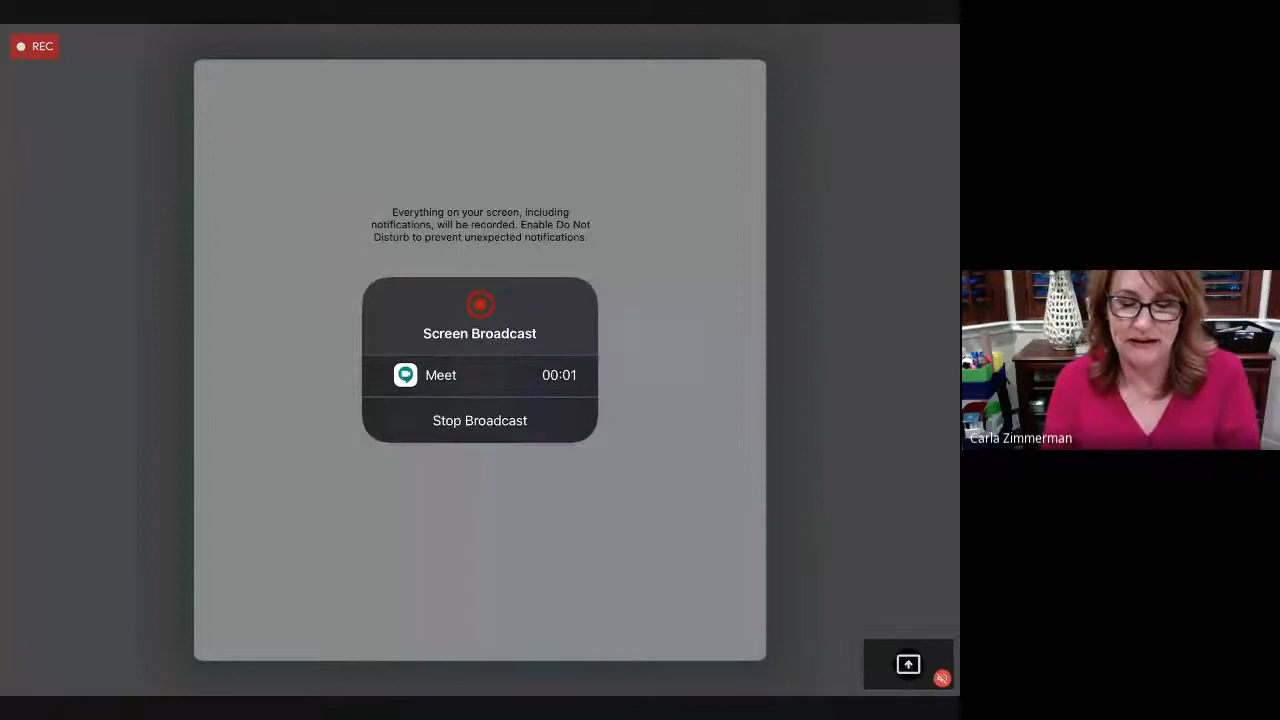 REC
Everything on your screen, including
notifications, will be recorded. Enable Do Not
Disturb to prevent unexpected notifications.
Screen Broadcast
Meet 00:01
Stop Broadcast
Carla Zimmerman